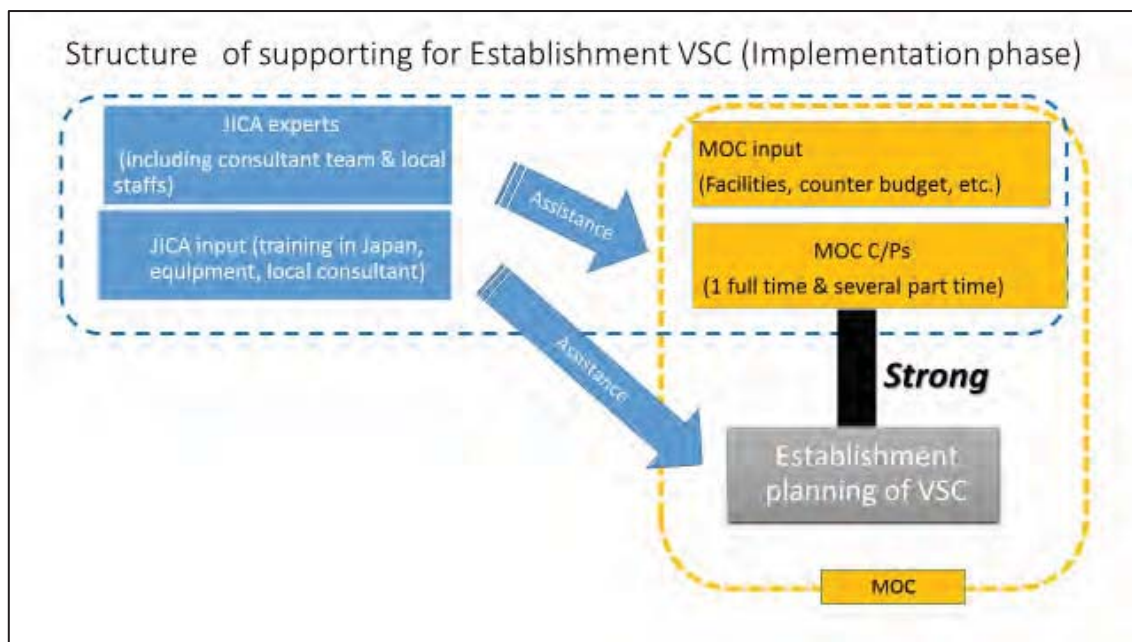 Structure of supporting for Establishment VSC (Implementation phase)
JICA experts
(including consultant team & local
staffs)
JICA input (training in Japan,
equipment, local consultant)
Assistance
Assistance
MOC input
(Facilities, counter budget, etc.)
MOC C/Ps
(1 full time & several part time)
Strong
Establishment
planning of VSC
MOC